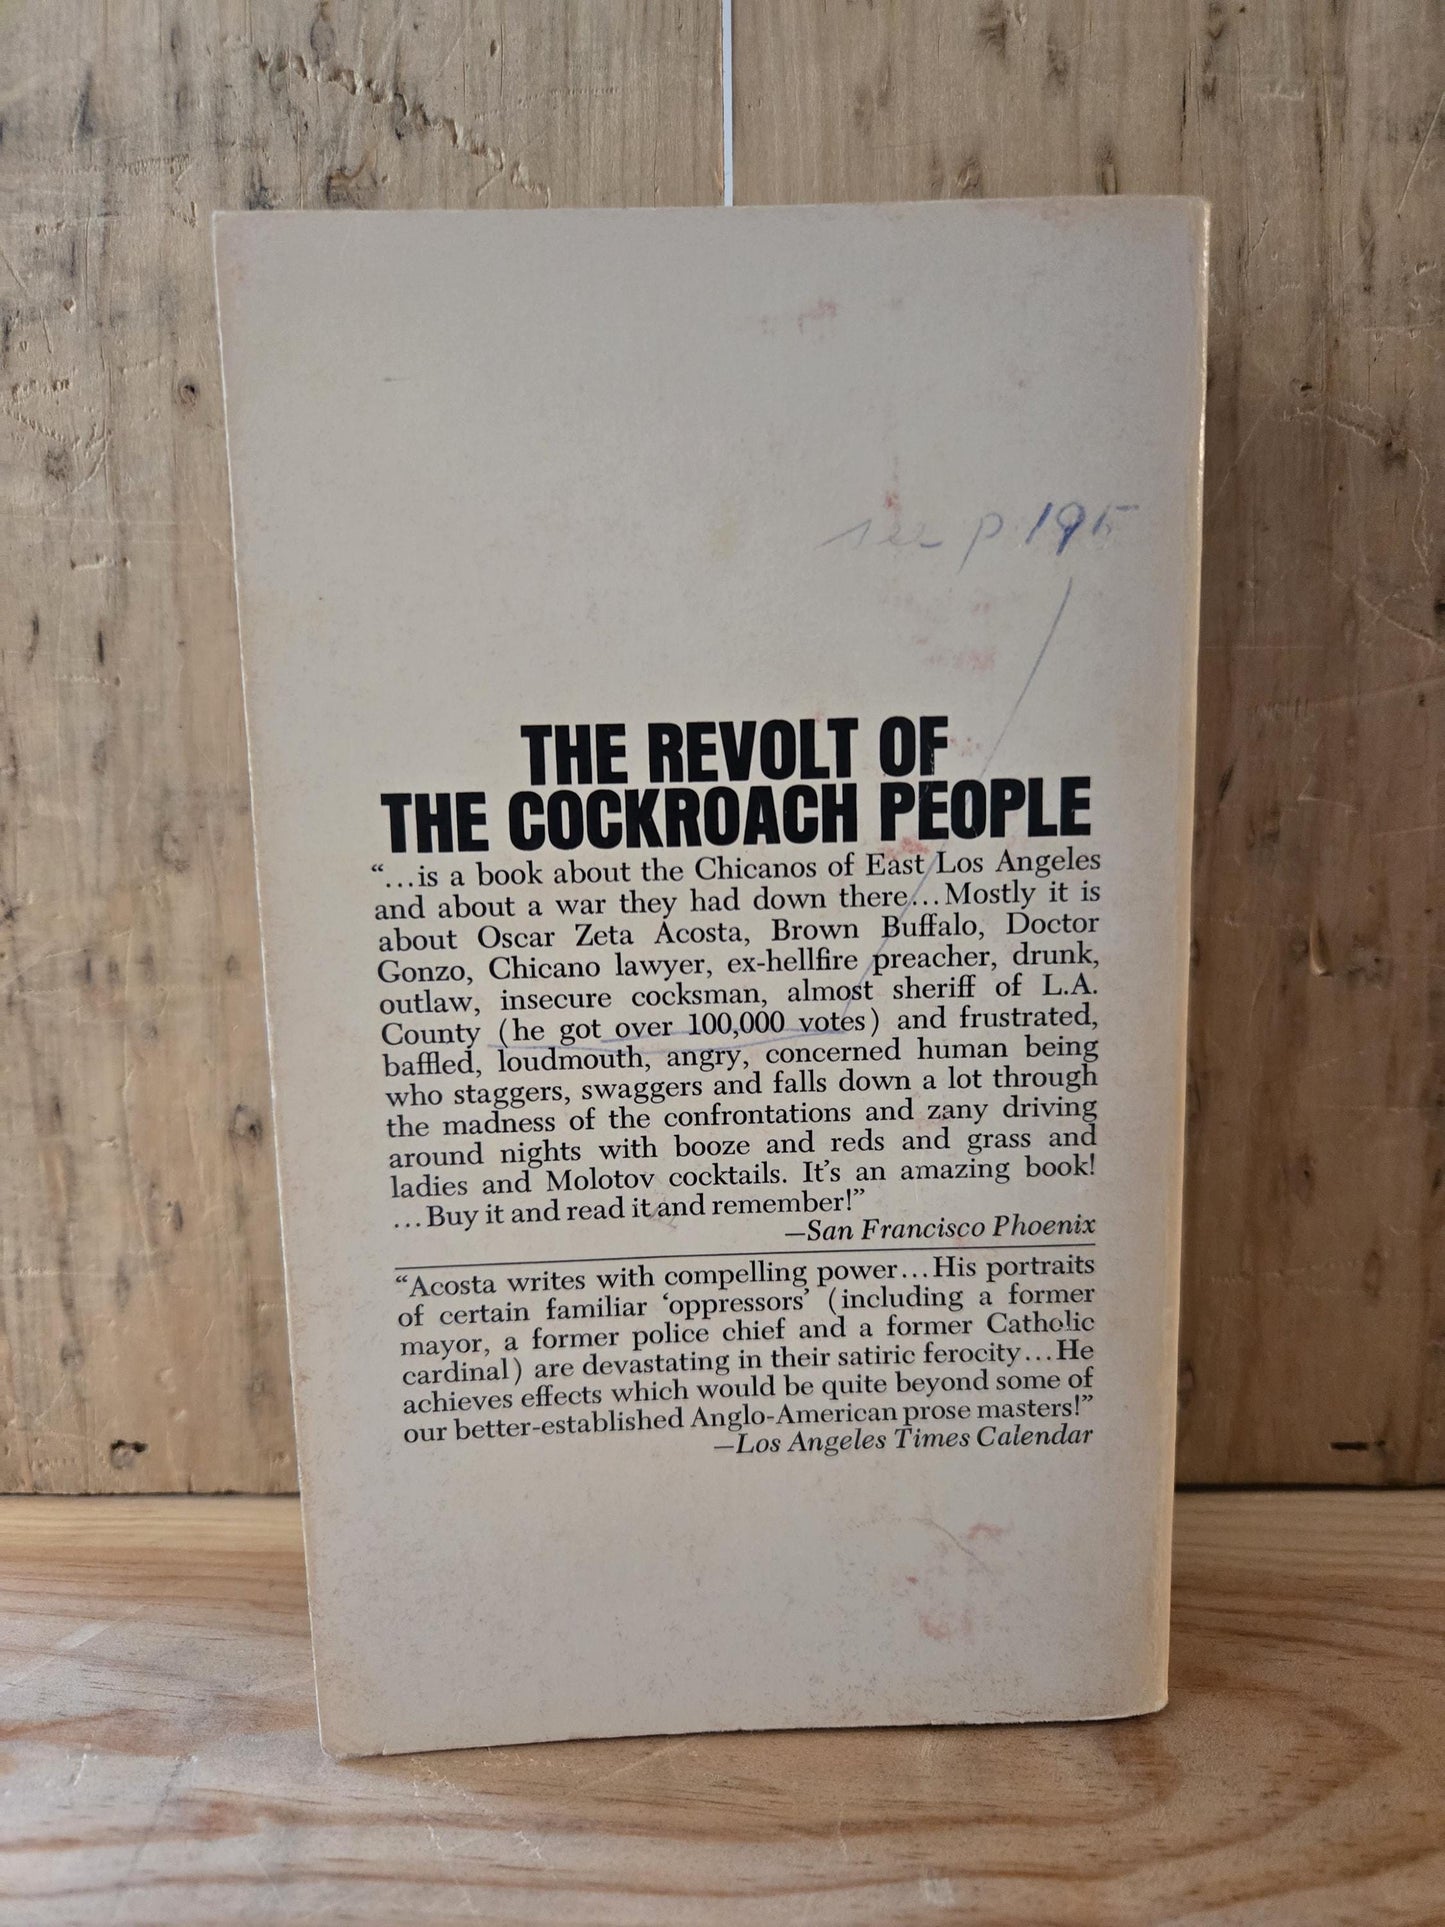 see p. 195
THE REVOLT OF
THE COCKROACH PEOPLE
“...is a book about the Chicanos of East Los Angeles
and about a war they had down there...Mostly it is
about Oscar Zeta Acosta, Brown Buffalo, Doctor
Gonzo, Chicano lawyer, ex-hellfire preacher, drunk,
outlaw, insecure cocksman, almost sheriff of L.A.
County (he got over 100,000 votes) and frustrated,
baffled, loudmouth, angry, concerned human being
who staggers, swaggers and falls down a lot through
the madness of the confrontations and zany driving
around nights with booze and reds and grass and
ladies and Molotov cocktails. It’s an amazing book!
...Buy it and read it and remember!”
—San Francisco Phoenix
“Acosta writes with compelling power...His portraits
of certain familiar ‘oppressors’ (including a former
mayor, a former police chief and a former Catholic
cardinal) are devastating in their satiric ferocity...He
achieves effects which would be quite beyond some of
our better-established Anglo-American prose masters!”
—Los Angeles Times Calendar